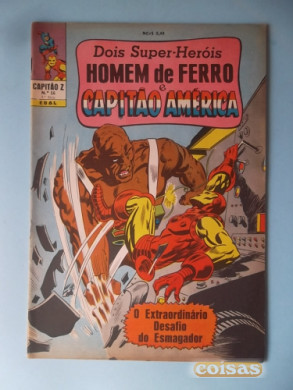 Dois Super-Heróis
HOMEM de FERRO
e
CAPITÃO AMÉRICA
CAPITÃO Z
EBAL
O Extraordinário
Desafio
do Esmagador
coisas